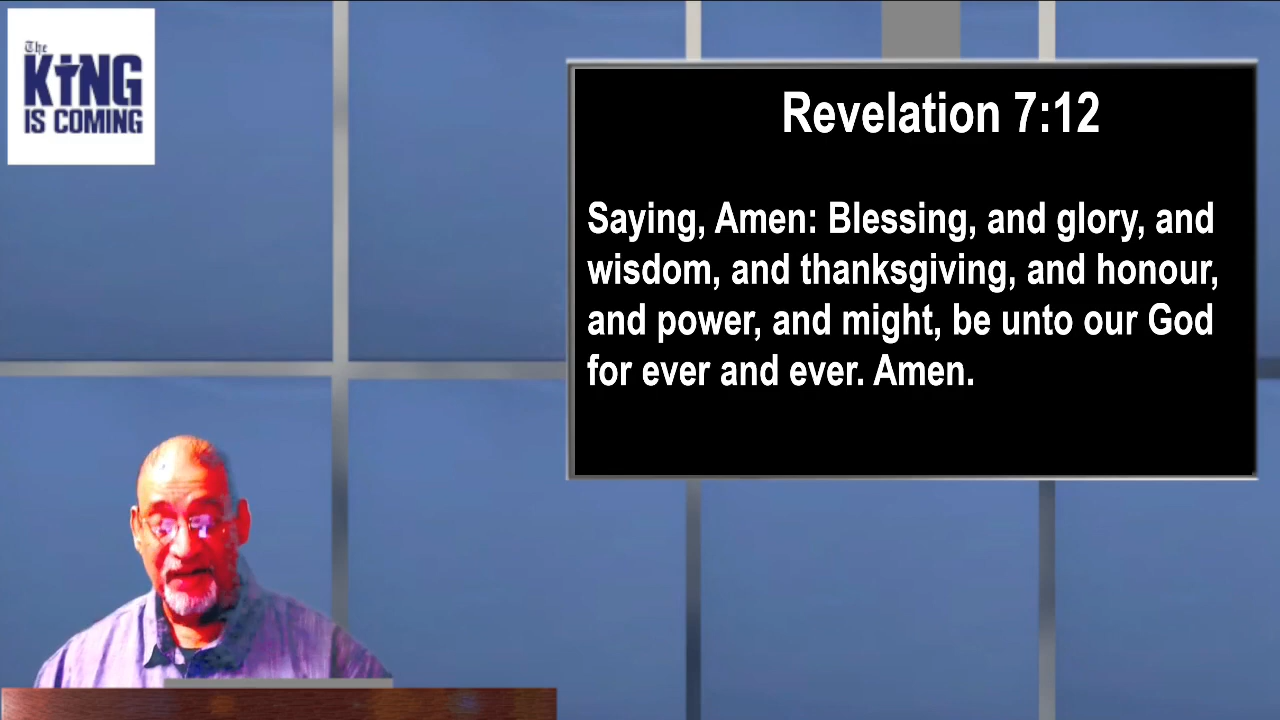 The
KING
IS COMING
Revelation 7:12
Saying, Amen: Blessing, and glory, and
wisdom, and thanksgiving, and honour,
and power, and might, be unto our God
for ever and ever. Amen.